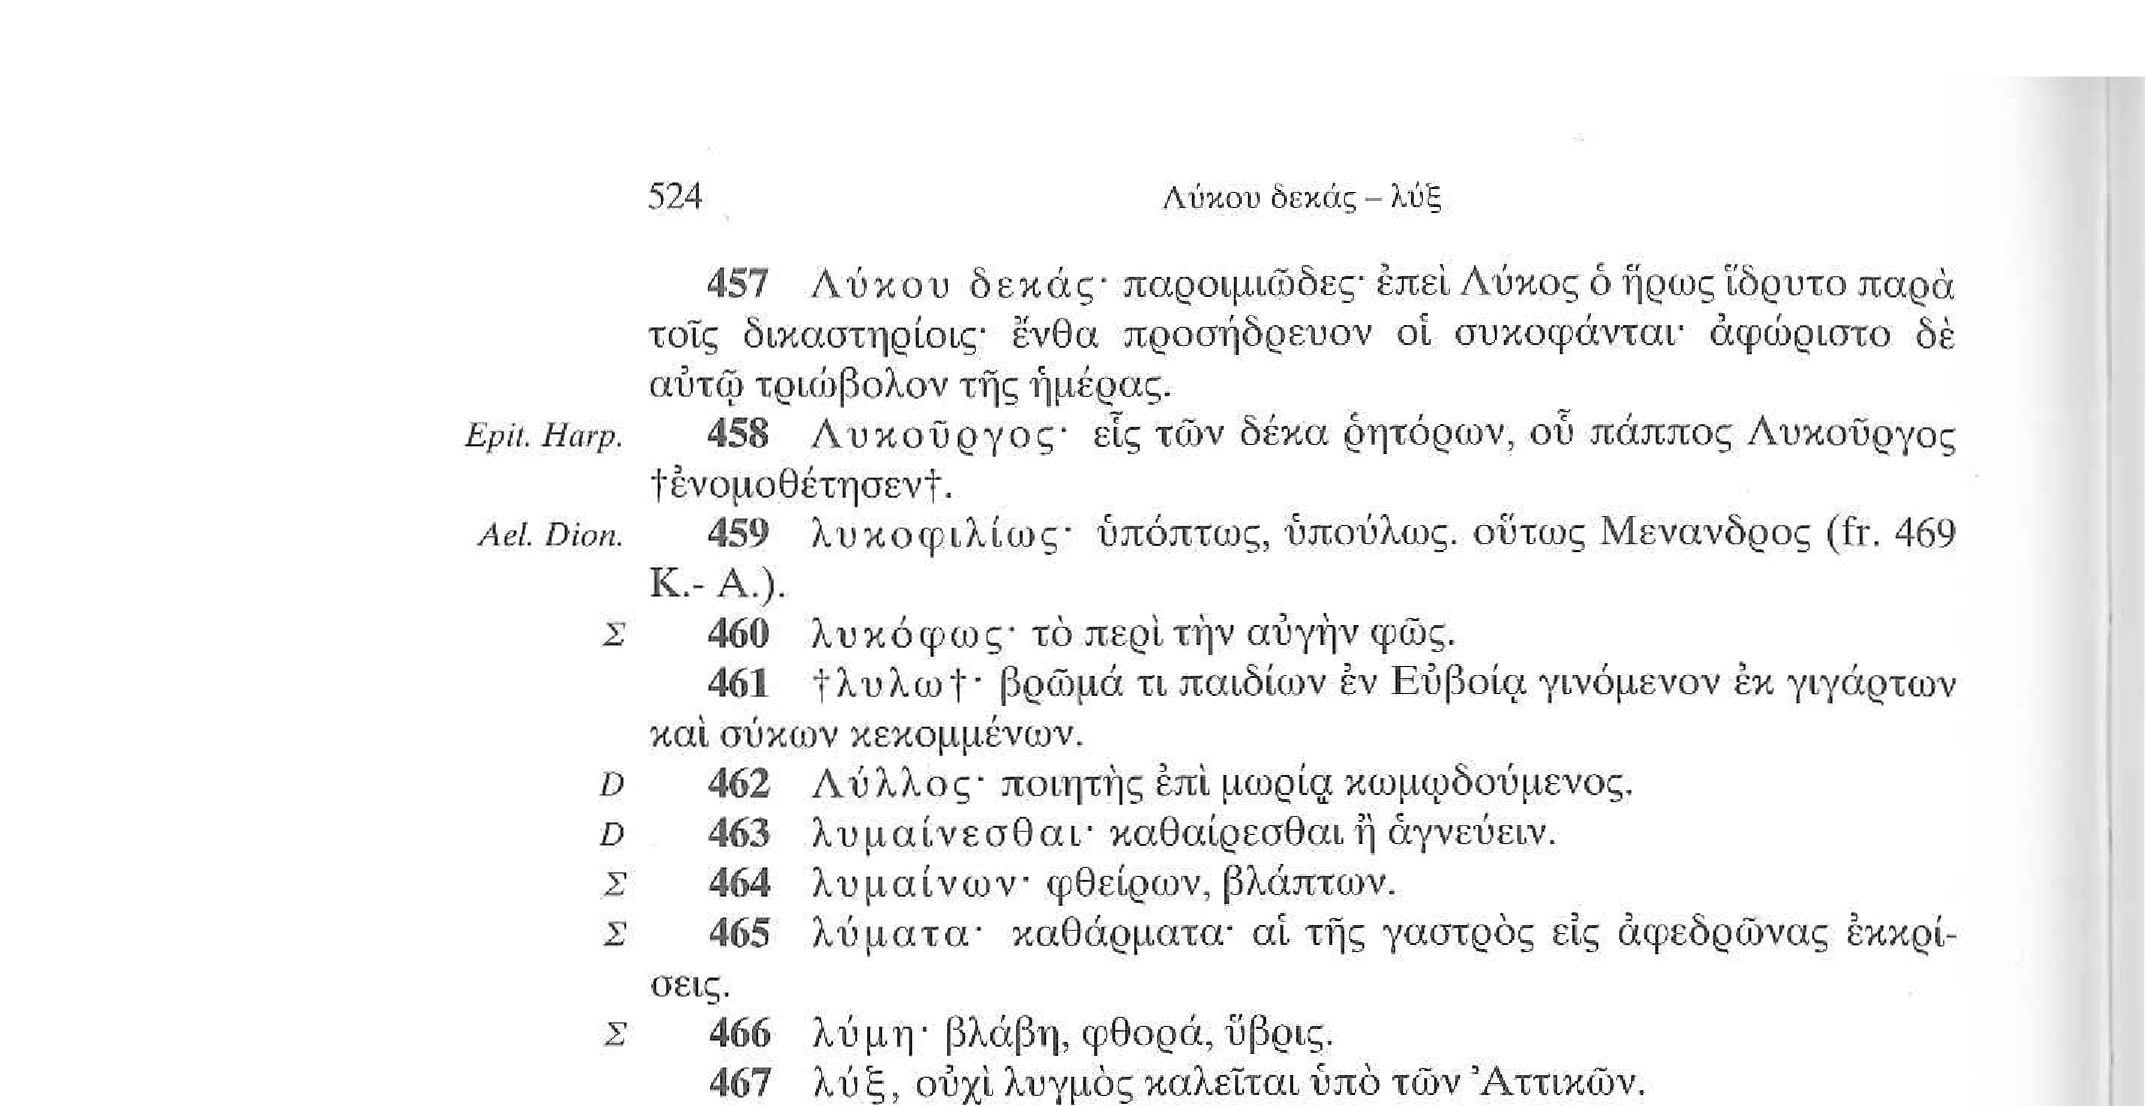 524 Λύκου δεκάς – λύξ
457 Λύκου δεκάς· παροιμιῶδες· ἐπεὶ Λύκος ὁ ἥρως ἵδρυτο παρὰ
τοῖς δικαστηρίοις· ἔνθα προσήδρευον οἱ συκοφάνται· ἀφώριστο δὲ
αὐτῷ τριώβολον τῆς ἡμέρας.
Epit. Harp. 458 Λυκοῦργος· εἷς τῶν δέκα ῥητόρων, οὗ πάππος Λυκοῦργος
†ἐνομοθέτησεν†.
Ael. Dion. 459 λυκοφιλίως· ὑπόπτως, ὑπούλως. οὕτως Μενανδρος (fr. 469
K.- A.).
Σ 460 λυκόφως· τὸ περὶ τὴν αὐγὴν φῶς.
461 †λυλω†· βρῶμά τι παιδίων ἐν Εὐβοίᾳ γινόμενον ἐκ γιγάρτων
καὶ σύκων κεκομμένων.
D 462 Λύλλος· ποιητὴς ἐπὶ μωρίᾳ κωμῳδούμενος.
D 463 λυμαίνεσθαι· καθαίρεσθαι ἢ ἁγνεύειν.
Σ 464 λυμαίνων· φθείρων, βλάπτων.
Σ 465 λύματα· καθάρματα· αἱ τῆς γαστρὸς εἰς ἀφεδρῶνας ἐκκρί-
σεις.
Σ 466 λύμη· βλάβη, φθορά, ὕβρις.
467 λύξ, οὐχὶ λυγμὸς καλεῖται ὑπὸ τῶν Ἀττικῶν.